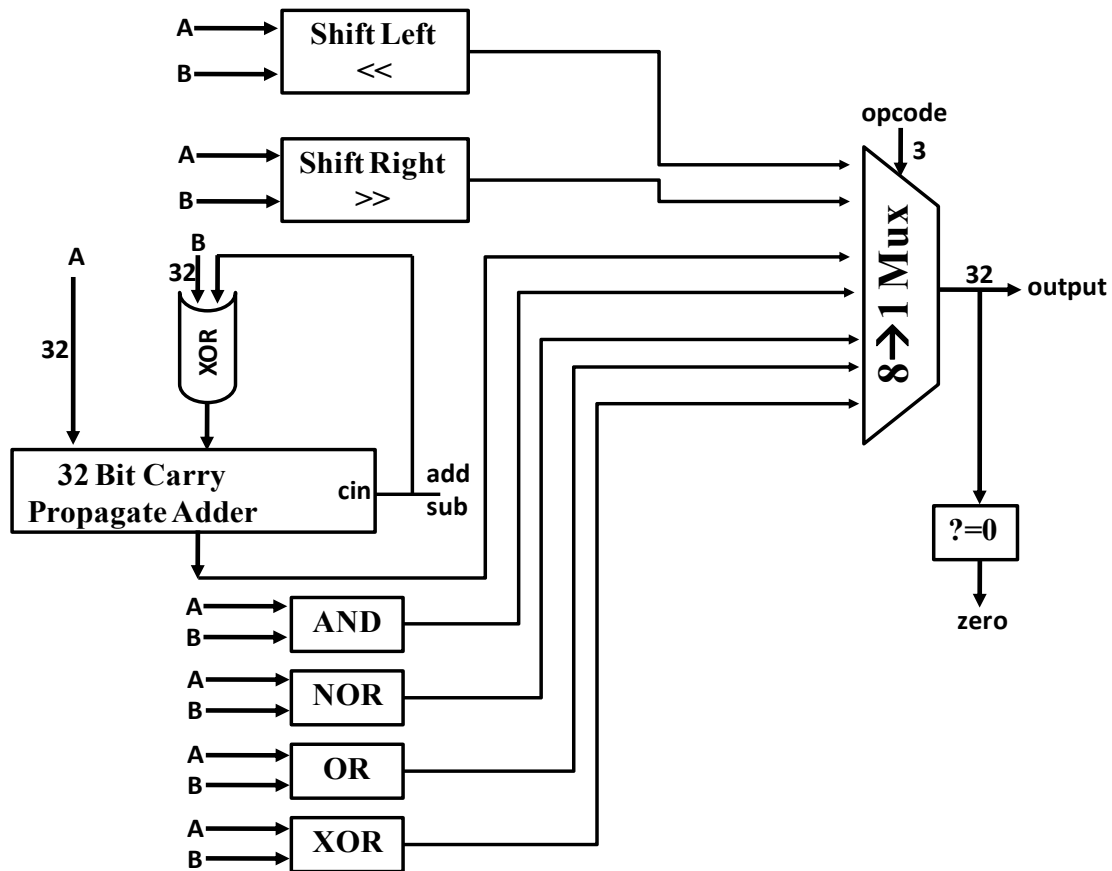 A
B
Shift Left
<<
A
B
Shift Right
>>
opcode
3
8→1 Mux
32
output
A
32
B
32
XOR
32 Bit Carry
Propagate Adder
cin
add
sub
?=0
zero
A
B
AND
A
B
NOR
A
B
OR
A
B
XOR